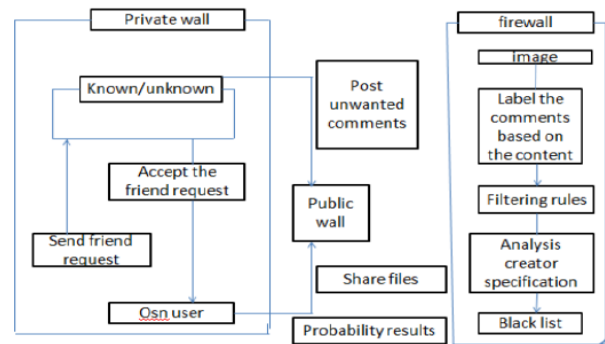 Private wall
Known/unknown
Accept the
friend request
Send friend
request
Osn user
Post
unwanted
comments
Public
wall
Share files
Probability results
firewall
image
Label the
comments
based on
the content
Filtering rules
Analysis
creator
specification
Black list